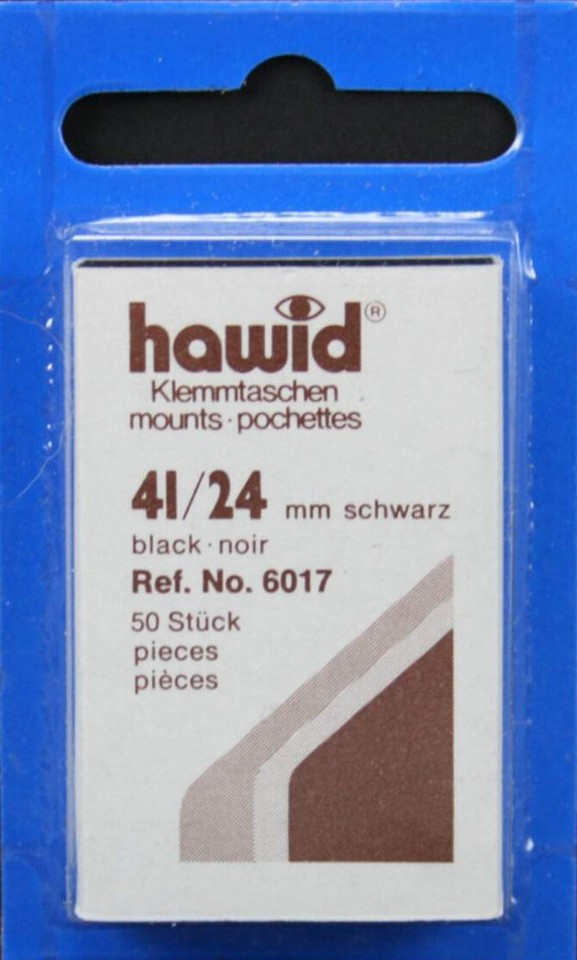 hawid®
Klemmtaschen
mounts · pochettes
41/24 mm schwarz
black · noir
Ref. No. 6017
50 Stück
pieces
pièces